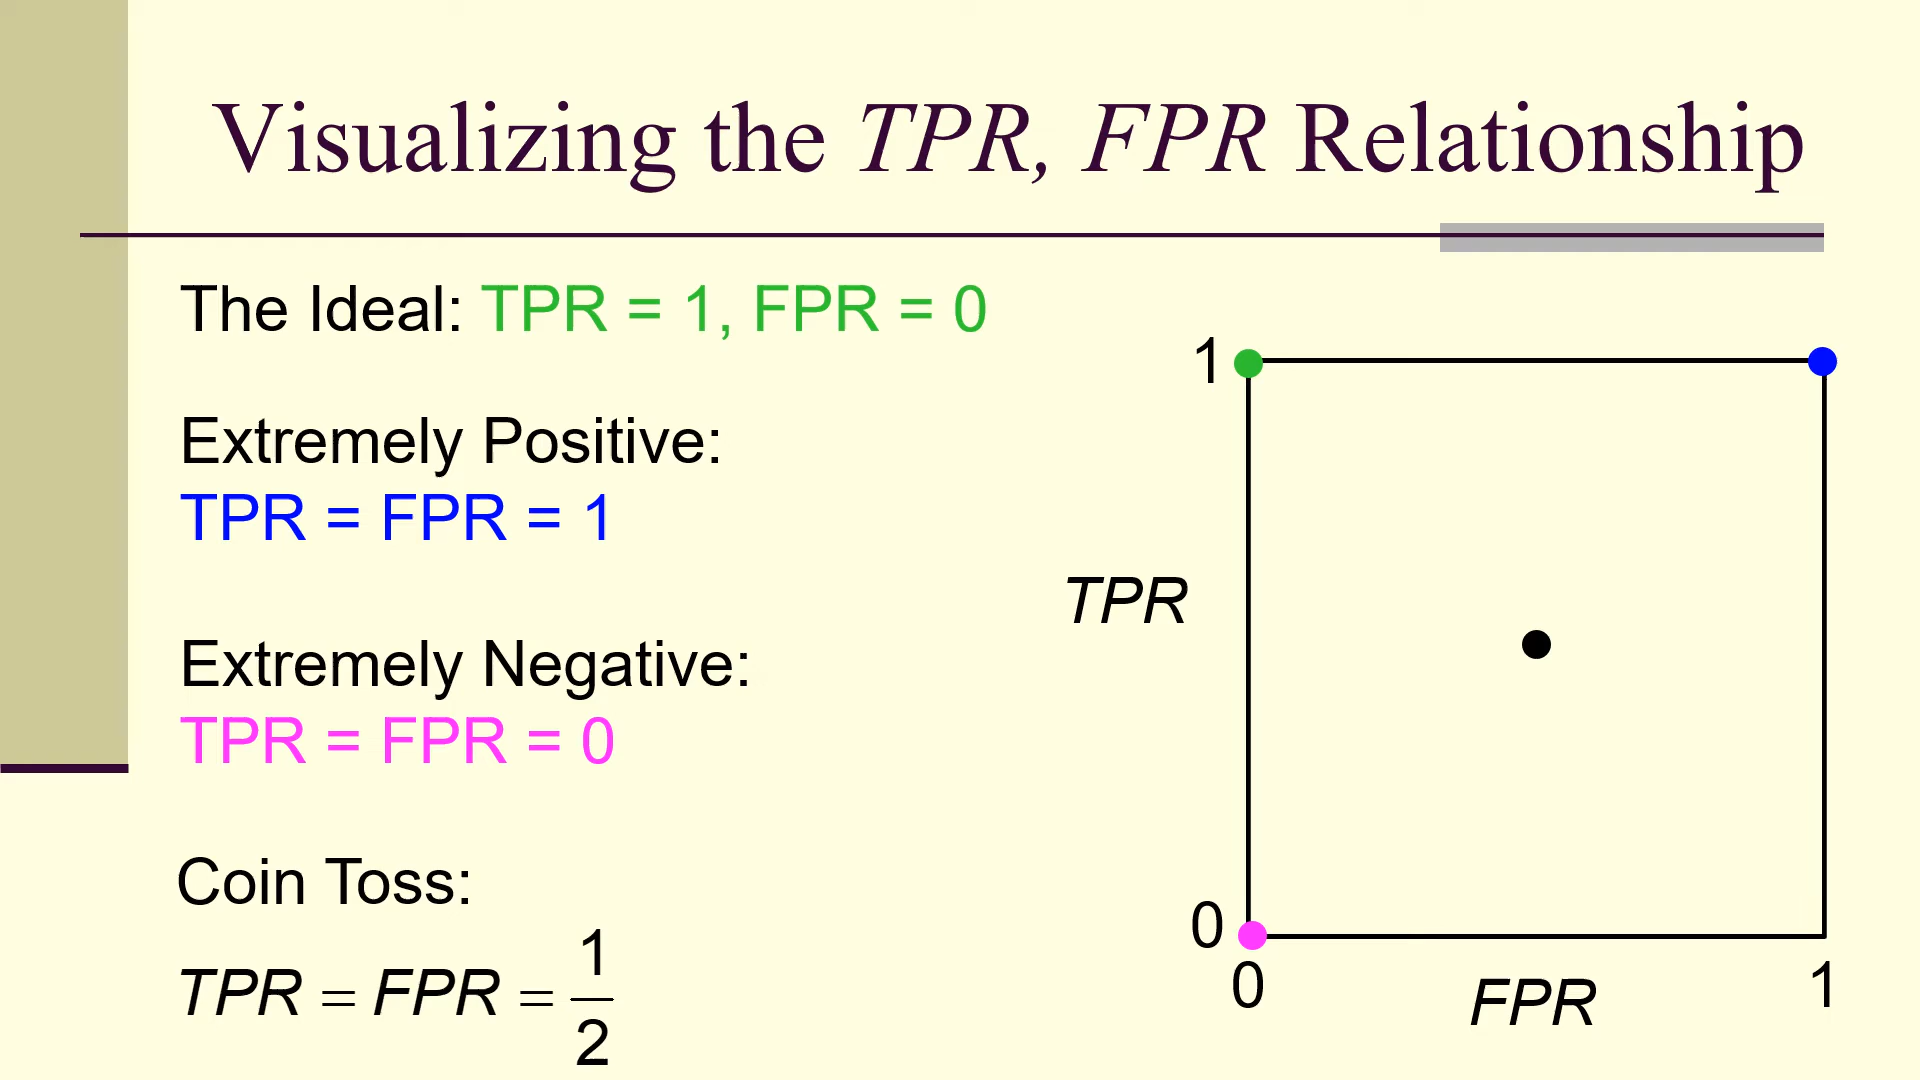 Visualizing the TPR, FPR Relationship
The Ideal: TPR = 1, FPR = 0
Extremely Positive:
TPR = FPR = 1
Extremely Negative:
TPR = FPR = 0
Coin Toss:
TPR = FPR = 1/2
1
TPR
0
0
FPR
1